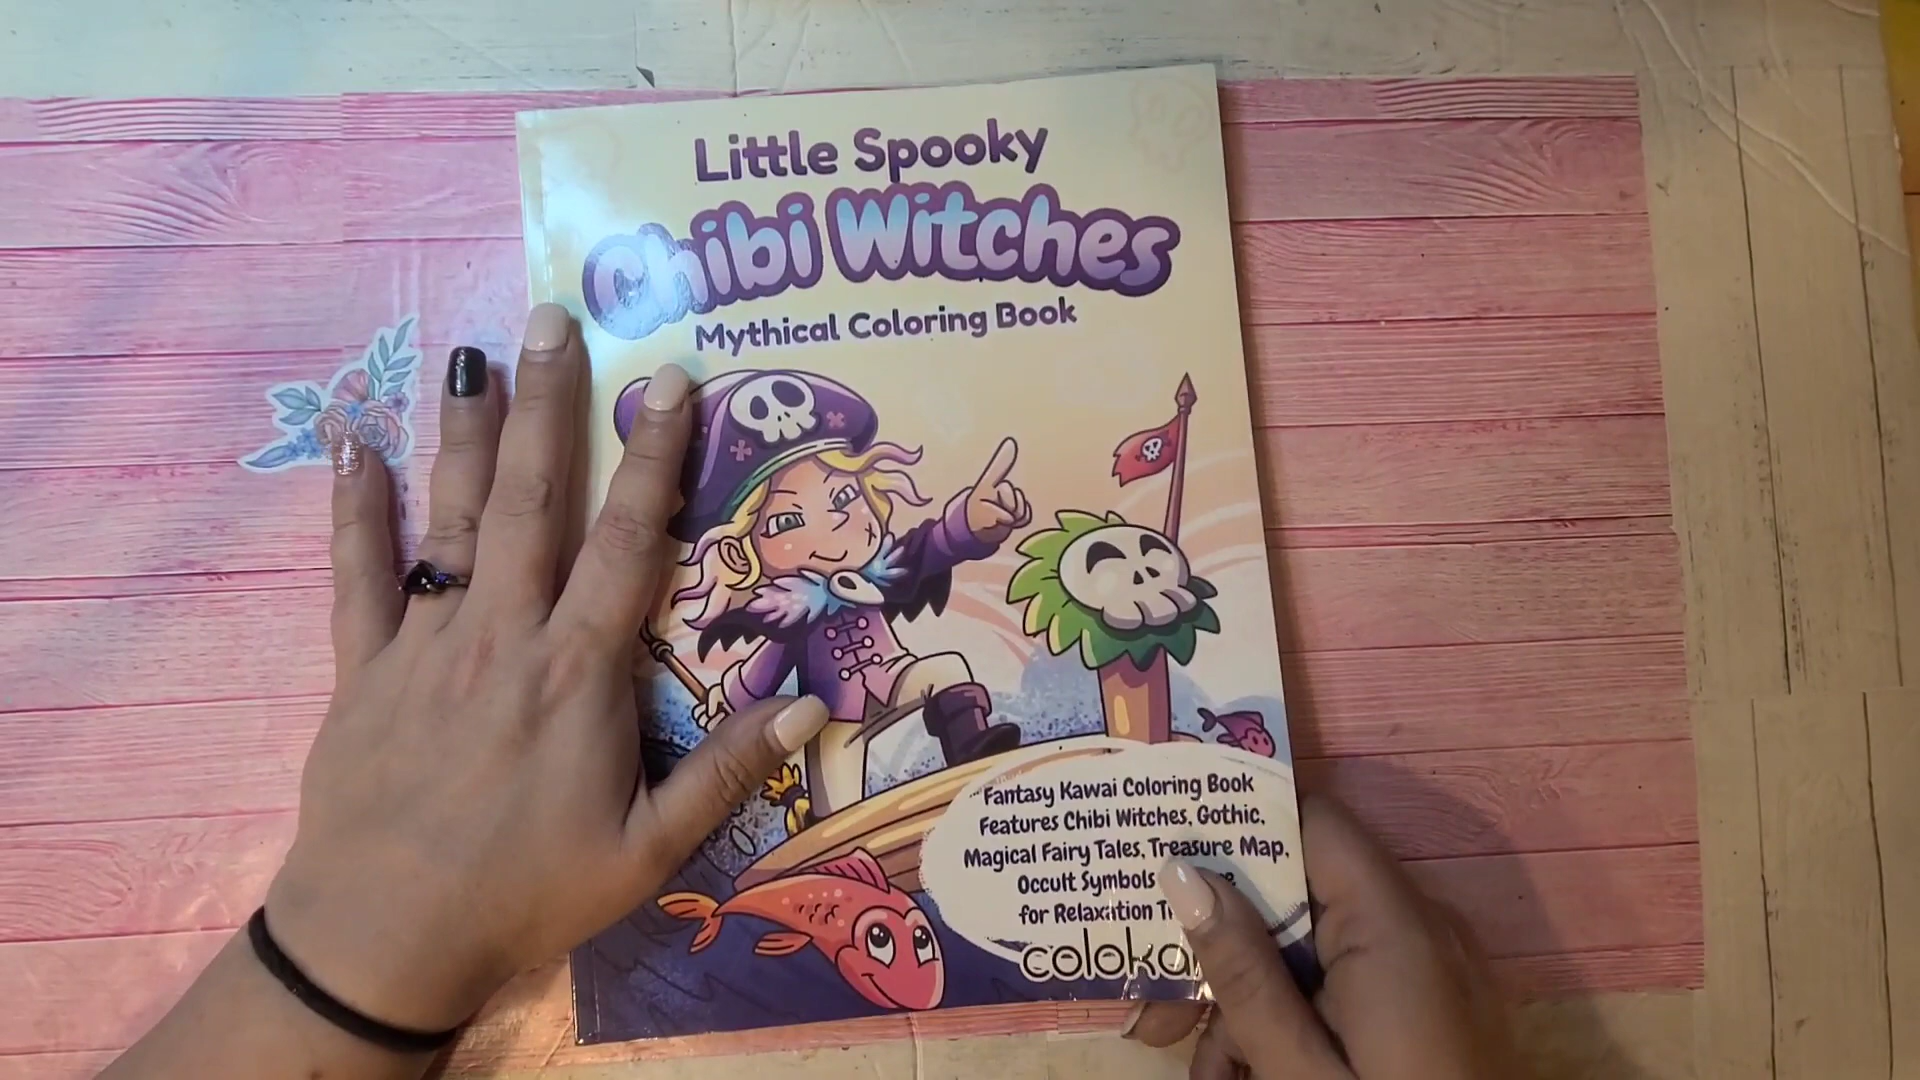 Little Spooky
Chibi Witches
Mythical Coloring Book
Fantasy Kawai Coloring Book
Features Chibi Witches, Gothic,
Magical Fairy Tales, Treasure Map,
Occult Symbols
for Relaxation